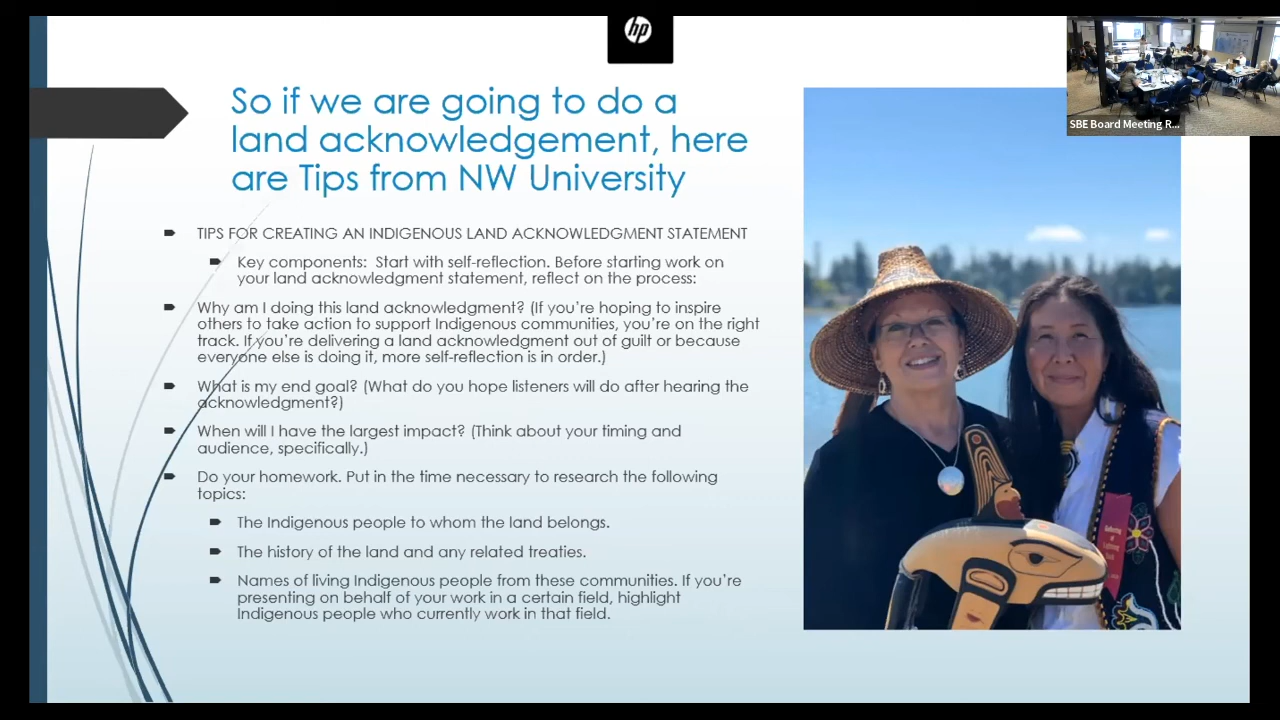 hp
SBE Board Meeting R...
So if we are going to do a
land acknowledgement, here
are Tips from NW University
TIPS FOR CREATING AN INDIGENOUS LAND ACKNOWLEDGMENT STATEMENT
Key components:  Start with self-reflection. Before starting work on
your land acknowledgment statement, reflect on the process:
Why am I doing this land acknowledgment? (If you’re hoping to inspire
others to take action to support Indigenous communities, you’re on the right
track. If you’re delivering a land acknowledgment out of guilt or because
everyone else is doing it, more self-reflection is in order.)
What is my end goal? (What do you hope listeners will do after hearing the
acknowledgment?)
When will I have the largest impact? (Think about your timing and
audience, specifically.)
Do your homework. Put in the time necessary to research the following
topics:
The Indigenous people to whom the land belongs.
The history of the land and any related treaties.
Names of living Indigenous people from these communities. If you’re
presenting on behalf of your work in a certain field, highlight
Indigenous people who currently work in that field.